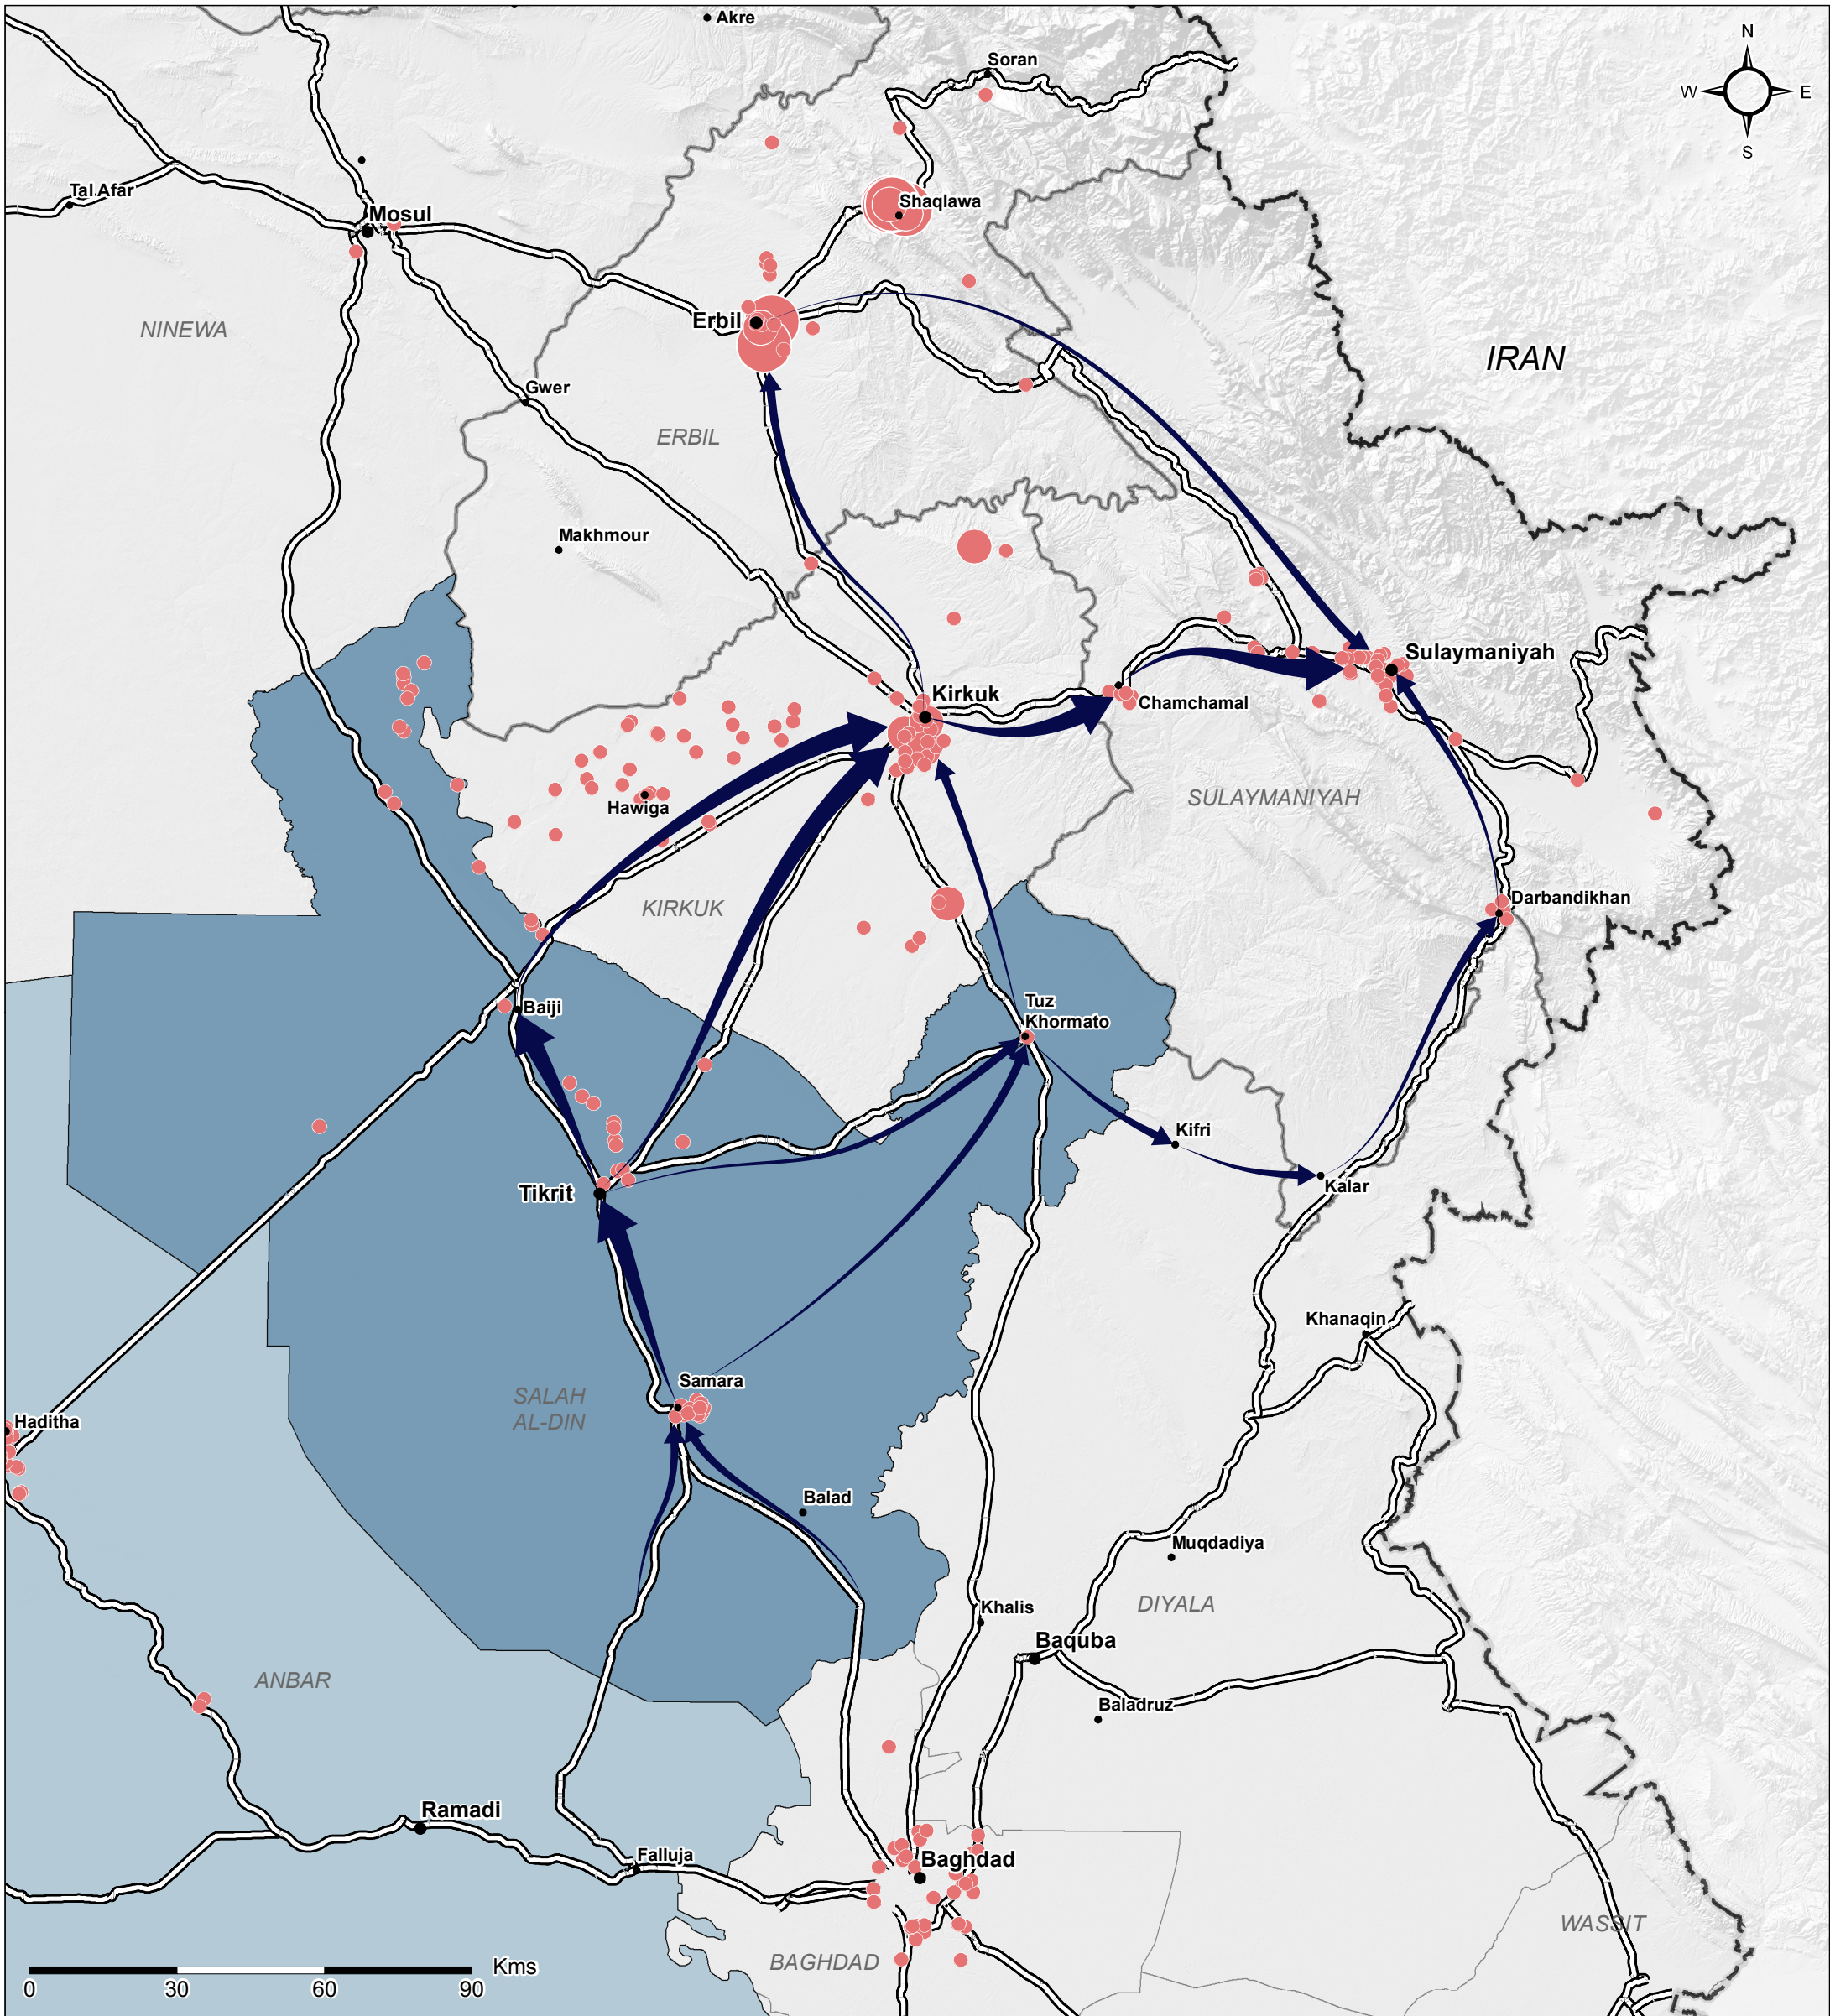 Akre
N
Soran
W
E
S
Tal Afar
Shaqlawa
Mosul
Erbil
NINEWA
IRAN
Gwer
ERBIL
Makhmour
Sulaymaniyah
Kirkuk
Chamchamal
Hawiga
SULAYMANIYAH
KIRKUK
Darbandikhan
Baiji
Tuz
Khormato
Kifri
Tikrit
Kalar
Khanaqin
Samara
SALAH
AL-DIN
Haditha
Balad
Muqdadiya
DIYALA
Khalis
Baquba
ANBAR
Baladruz
Ramadi
Falluja
Baghdad
WASSIT
BAGHDAD
Kms
0 30 60 90